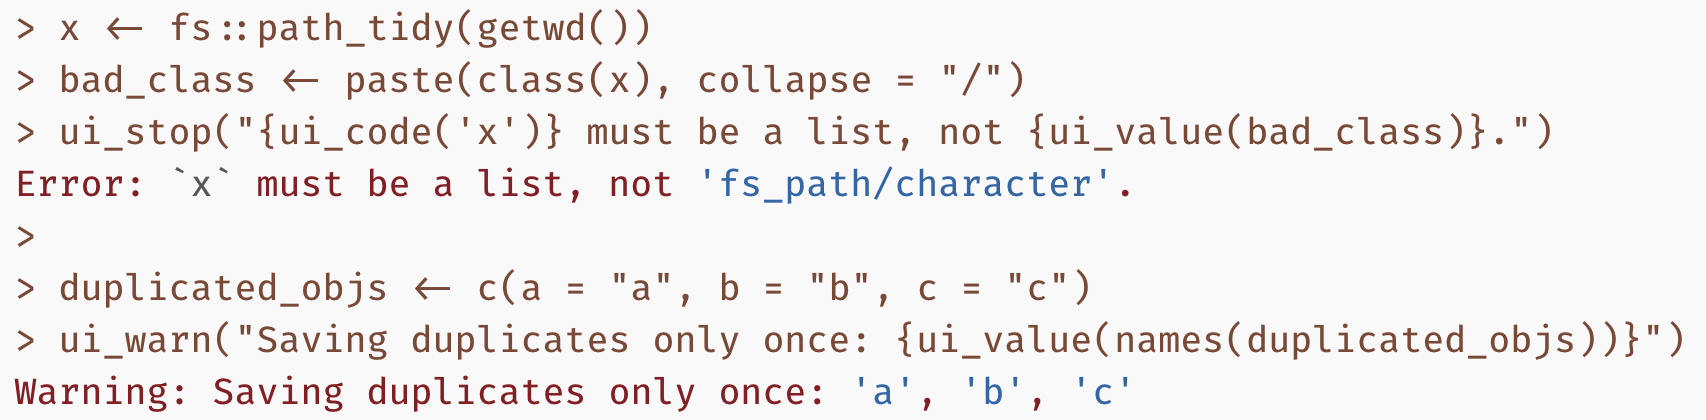 > x <- fs::path_tidy(getwd())
> bad_class <- paste(class(x), collapse = "/")
> ui_stop("{ui_code('x')} must be a list, not {ui_value(bad_class)}.")
Error: `x` must be a list, not 'fs_path/character'.
>
> duplicated_objs <- c(a = "a", b = "b", c = "c")
> ui_warn("Saving duplicates only once: {ui_value(names(duplicated_objs))}")
Warning: Saving duplicates only once: 'a', 'b', 'c'